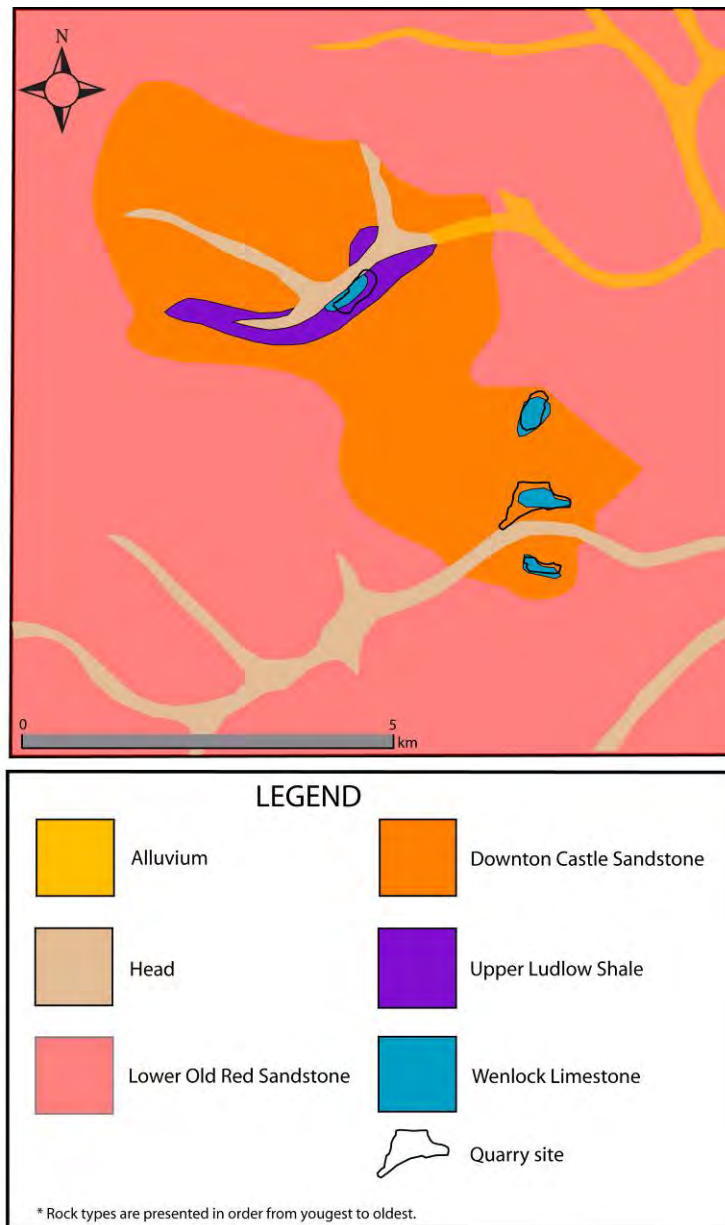 N
0 5
km
LEGEND
Alluvium
Downton Castle Sandstone
Head
Upper Ludlow Shale
Lower Old Red Sandstone
Wenlock Limestone
Quarry site
* Rock types are presented in order from yougest to oldest.